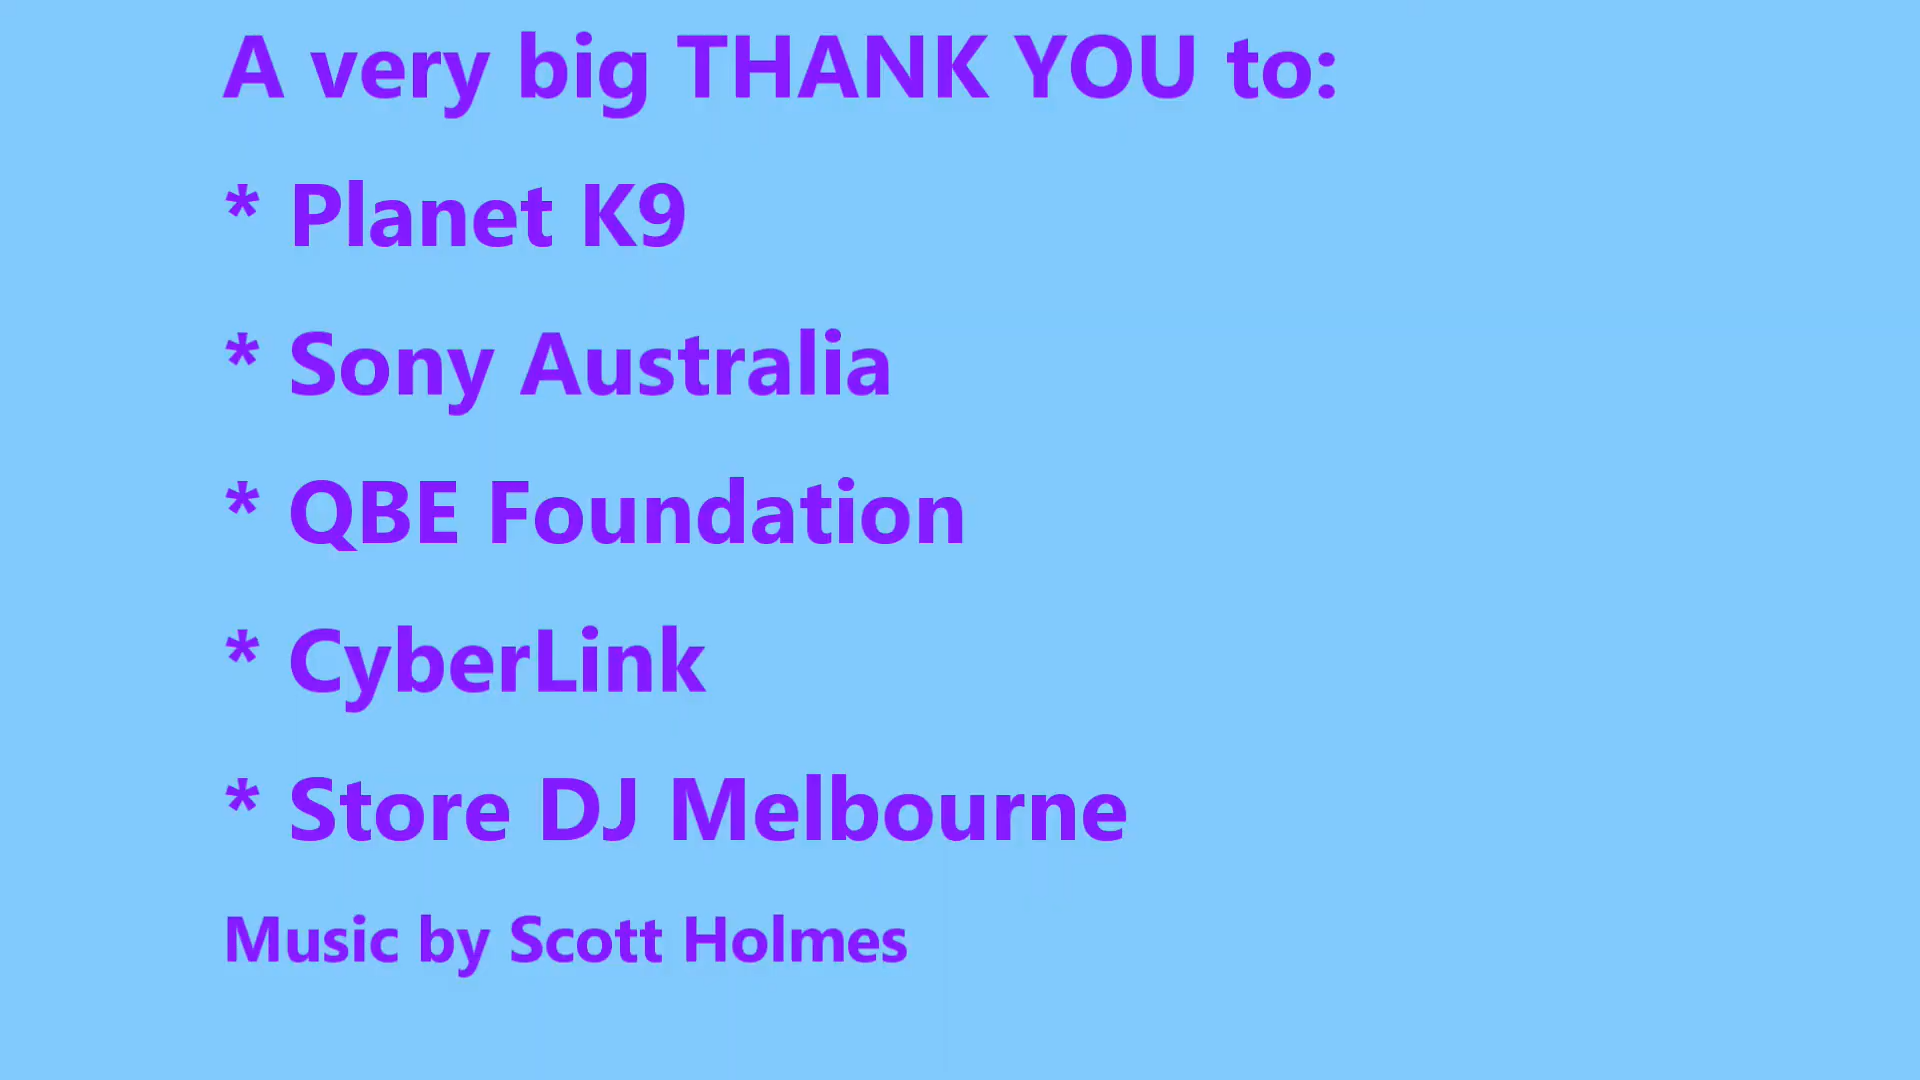 A very big THANK YOU to:
* Planet K9
* Sony Australia
* QBE Foundation
* CyberLink
* Store DJ Melbourne
Music by Scott Holmes